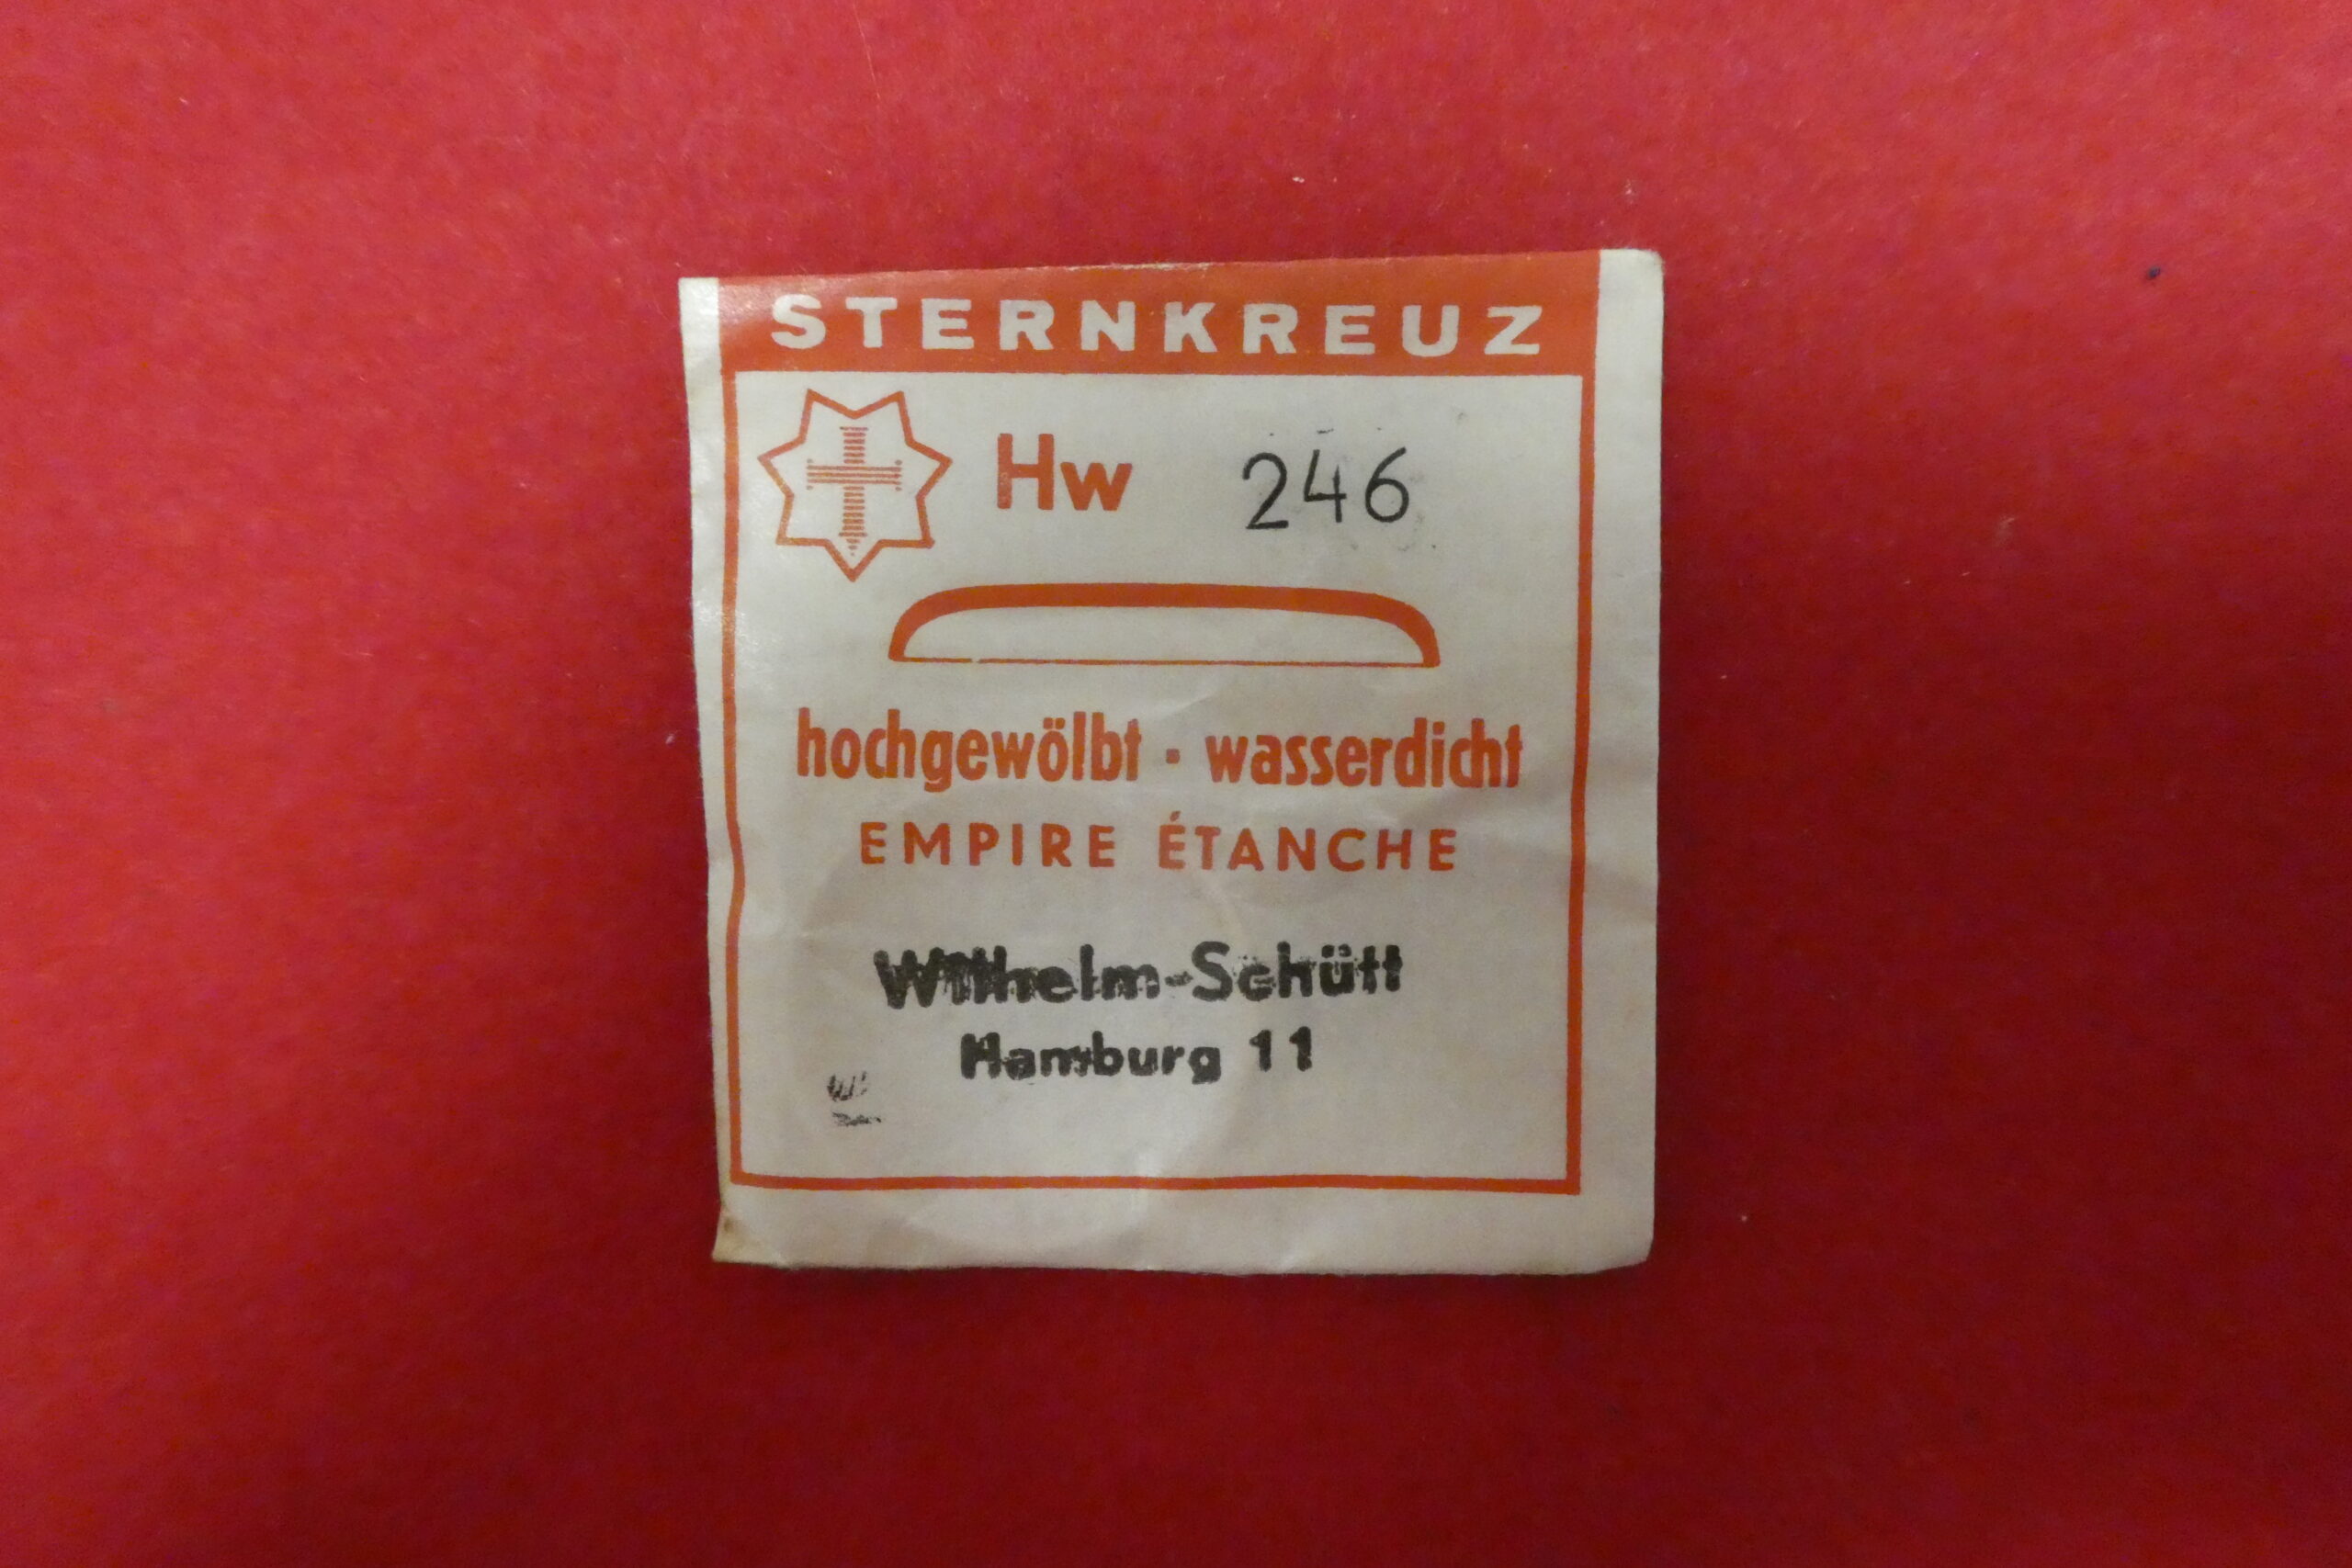 STERNKREUZ
Hw 246
hochgewölbt · wasserdicht
EMPIRE ÉTANCHE
Wilhelm-Schütt
Hamburg 11